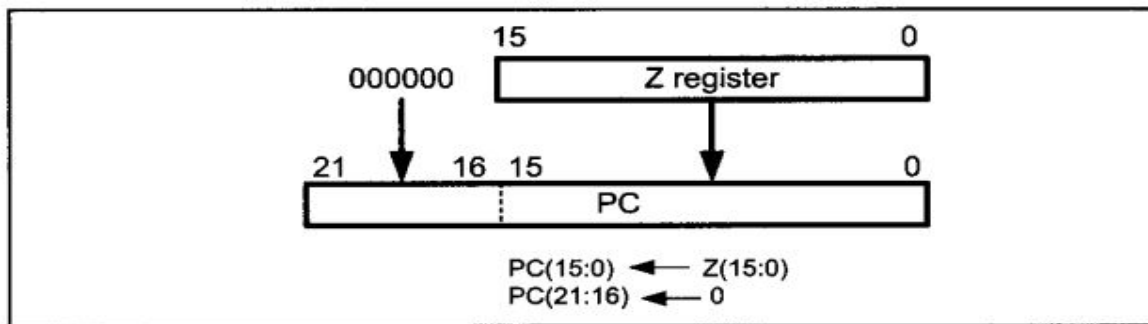 15 0
000000 Z register
21 16 15 0
PC
PC(15:0) ← Z(15:0)
PC(21:16) ← 0